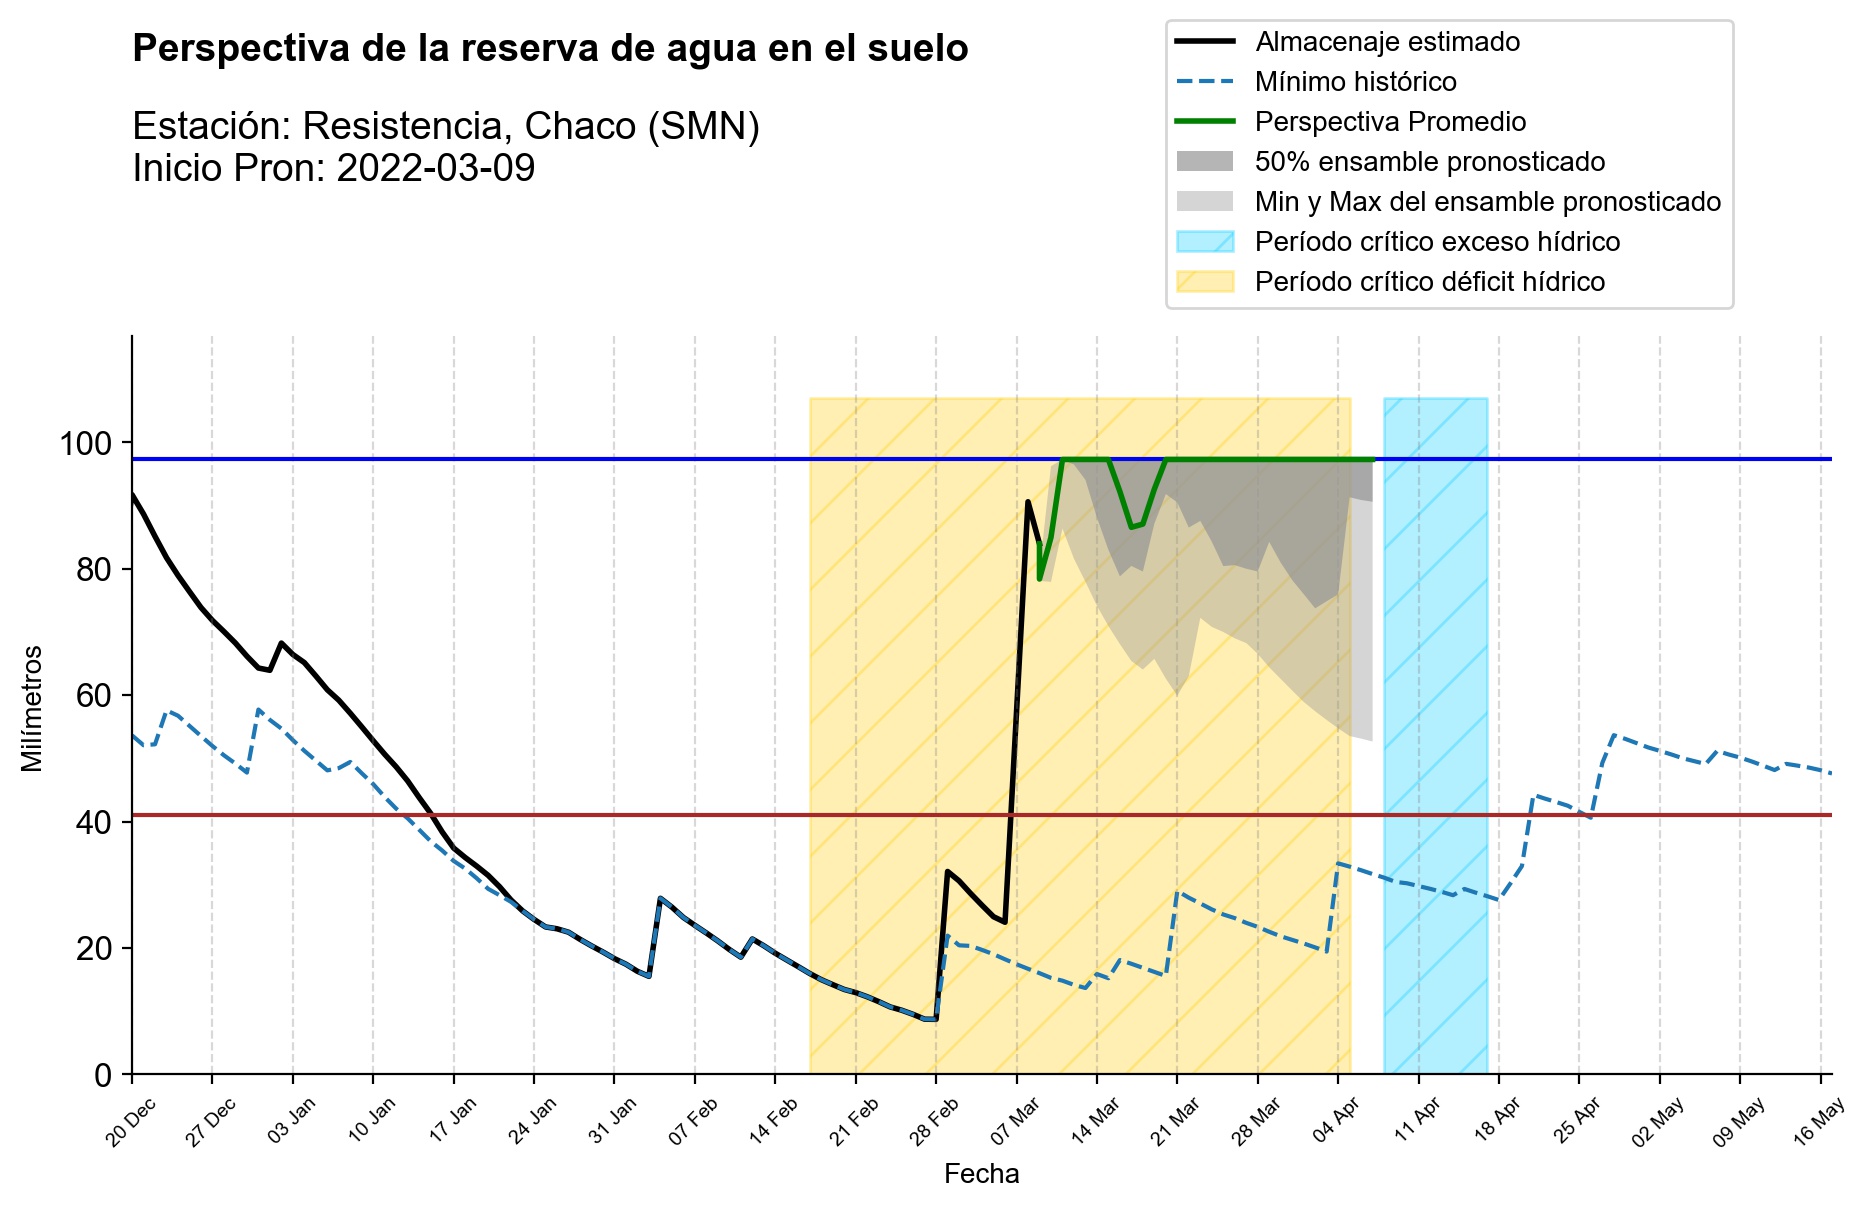 Perspectiva de la reserva de agua en el suelo
Estación: Resistencia, Chaco (SMN)
Inicio Pron: 2022-03-09
Almacenaje estimado
Mínimo histórico
Perspectiva Promedio
50% ensamble pronosticado
Min y Max del ensamble pronosticado
Período crítico exceso hídrico
Período crítico déficit hídrico
100
80
60
40
20
0
Milímetros
20 Dec
27 Dec
03 Jan
10 Jan
17 Jan
24 Jan
31 Jan
07 Feb
14 Feb
21 Feb
28 Feb
07 Mar
14 Mar
21 Mar
28 Mar
04 Apr
11 Apr
18 Apr
25 Apr
02 May
09 May
16 May
Fecha